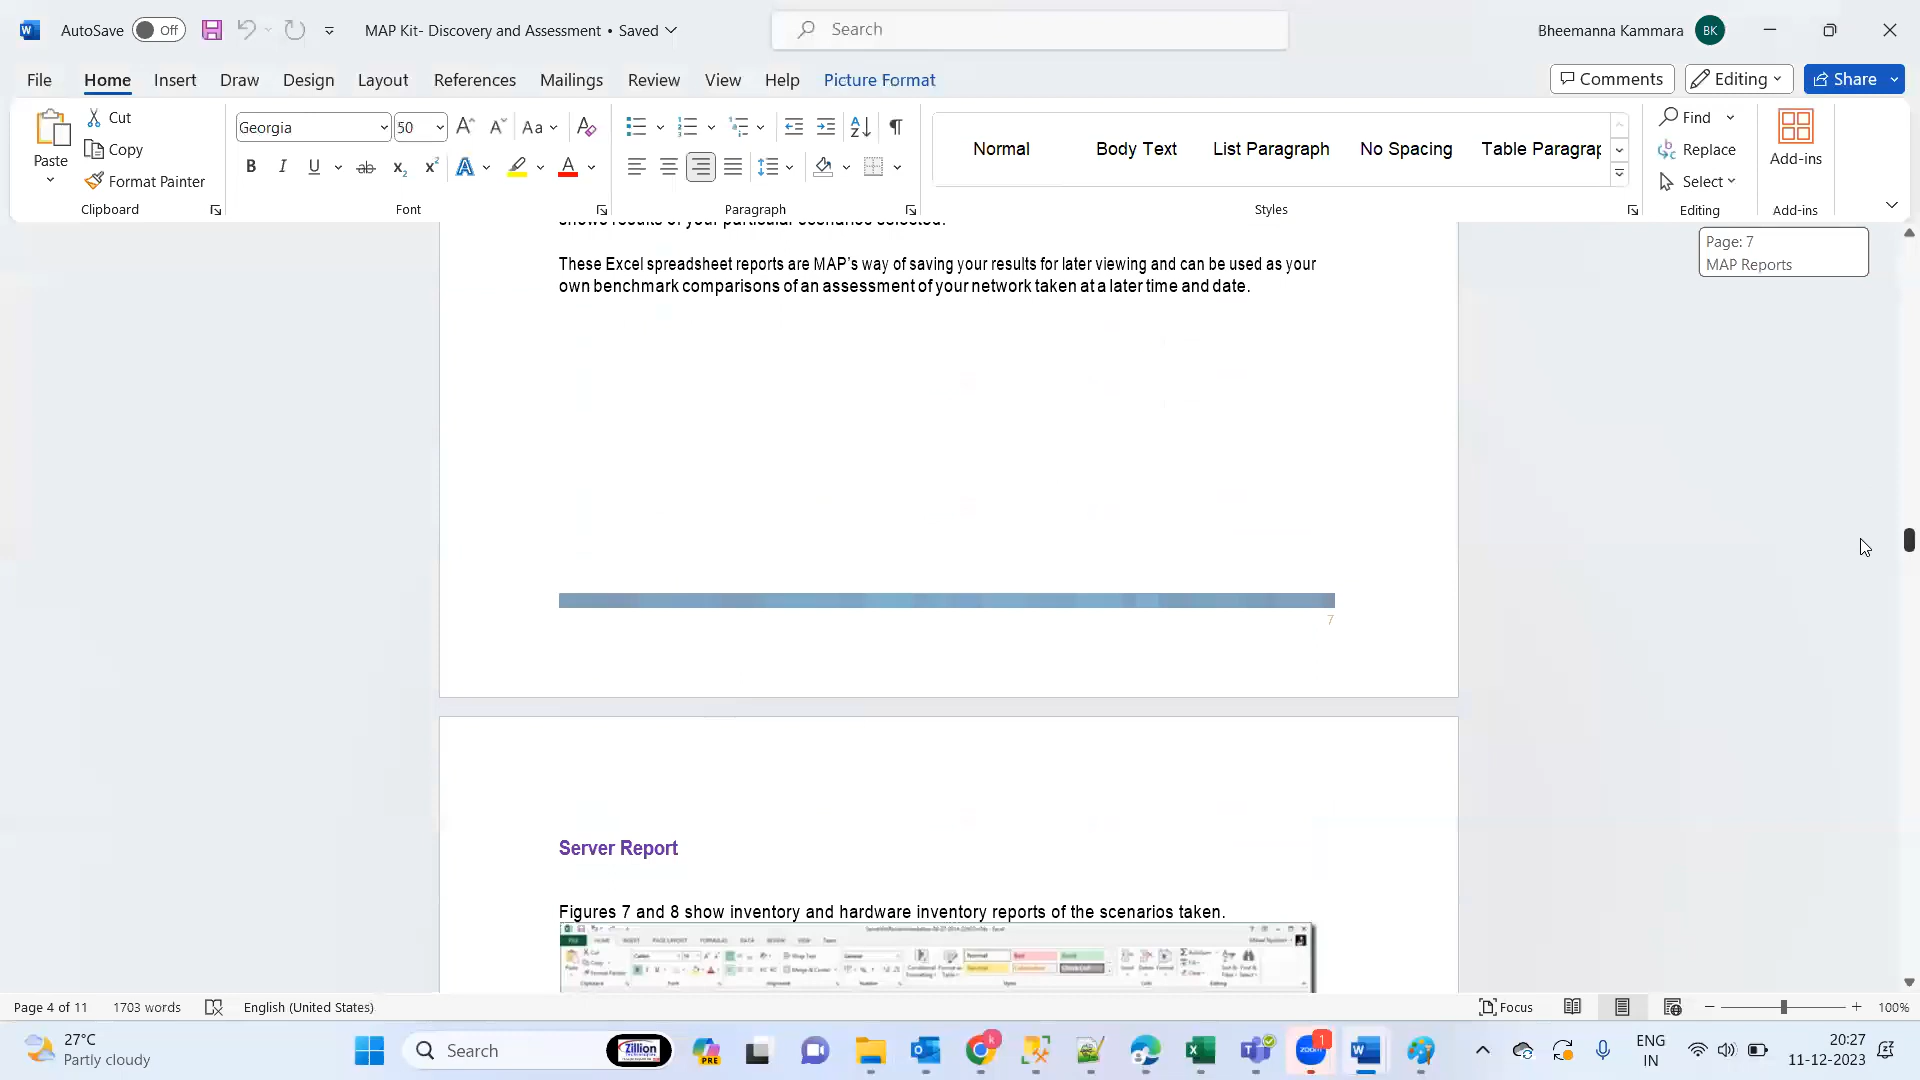 AutoSave Off MAP Kit- Discovery and Assessment • Saved Search Bheemanna Kammara BK
File Home Insert Draw Design Layout References Mailings Review View Help Picture Format Comments Editing Share
Paste Cut Copy Format Painter Clipboard
Georgia 50 Aa Font
Paragraph
Normal Body Text List Paragraph No Spacing Table Paragrap Styles
Find Replace Select Editing
Add-ins Add-ins
Page: 7
MAP Reports
shows results of your particular scenarios selected.
These Excel spreadsheet reports are MAP's way of saving your results for later viewing and can be used as your
own benchmark comparisons of an assessment of your network taken at a later time and date.
7
Server Report
Figures 7 and 8 show inventory and hardware inventory reports of the scenarios taken.
Page 4 of 11 1703 words English (United States) Focus 100%
27°C
Partly cloudy
Search Zillion PRE zoom 1
ENG
IN
20:27
11-12-2023